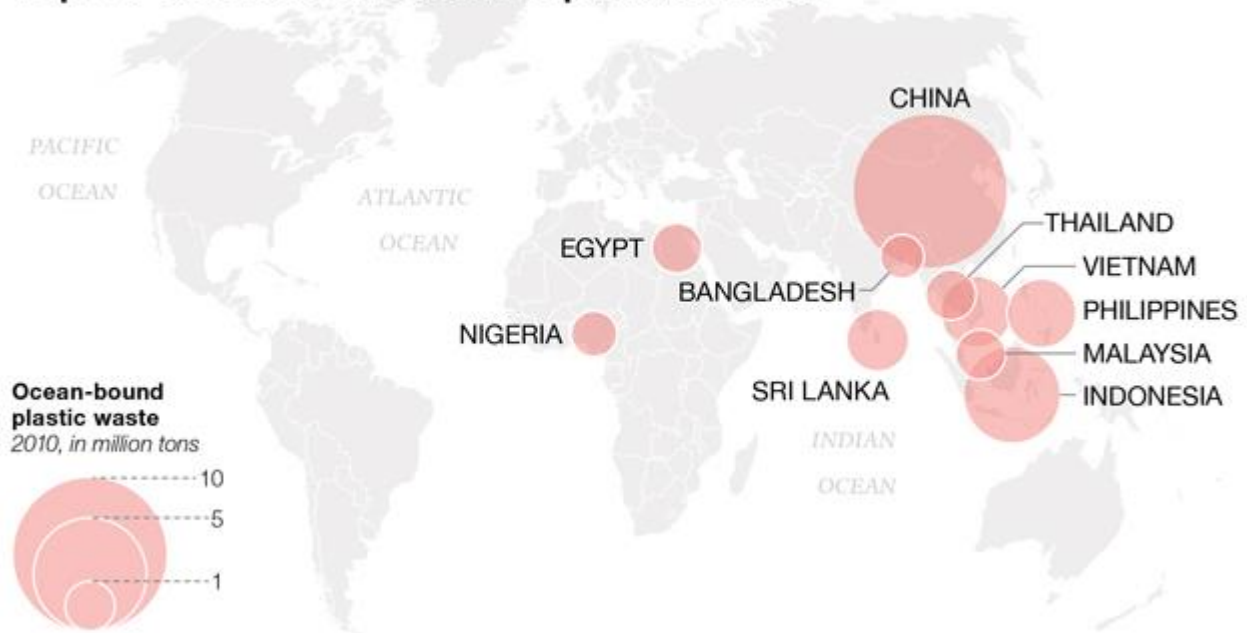 CHINA
PACIFIC
OCEAN
ATLANTIC
OCEAN
THAILAND
EGYPT
VIETNAM
BANGLADESH
PHILIPPINES
NIGERIA
MALAYSIA
SRI LANKA
INDONESIA
Ocean-bound
plastic waste
2010, in million tons
INDIAN
OCEAN
10
5
1